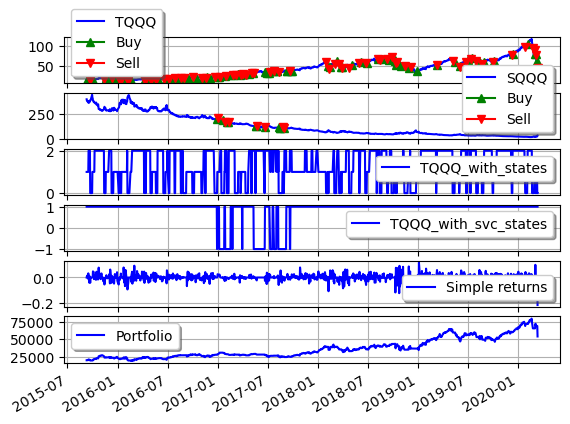 TQQQ
Buy
Sell
100
50
SQQQ
Buy
Sell
250
0
TQQQ_with_states
2
0
TQQQ_with_svc_states
1
0
−1
Simple returns
0.0
−0.2
Portfolio
75000
50000
25000
2015-07 2016-01 2016-07 2017-01 2017-07 2018-01 2018-07 2019-01 2019-07 2020-01